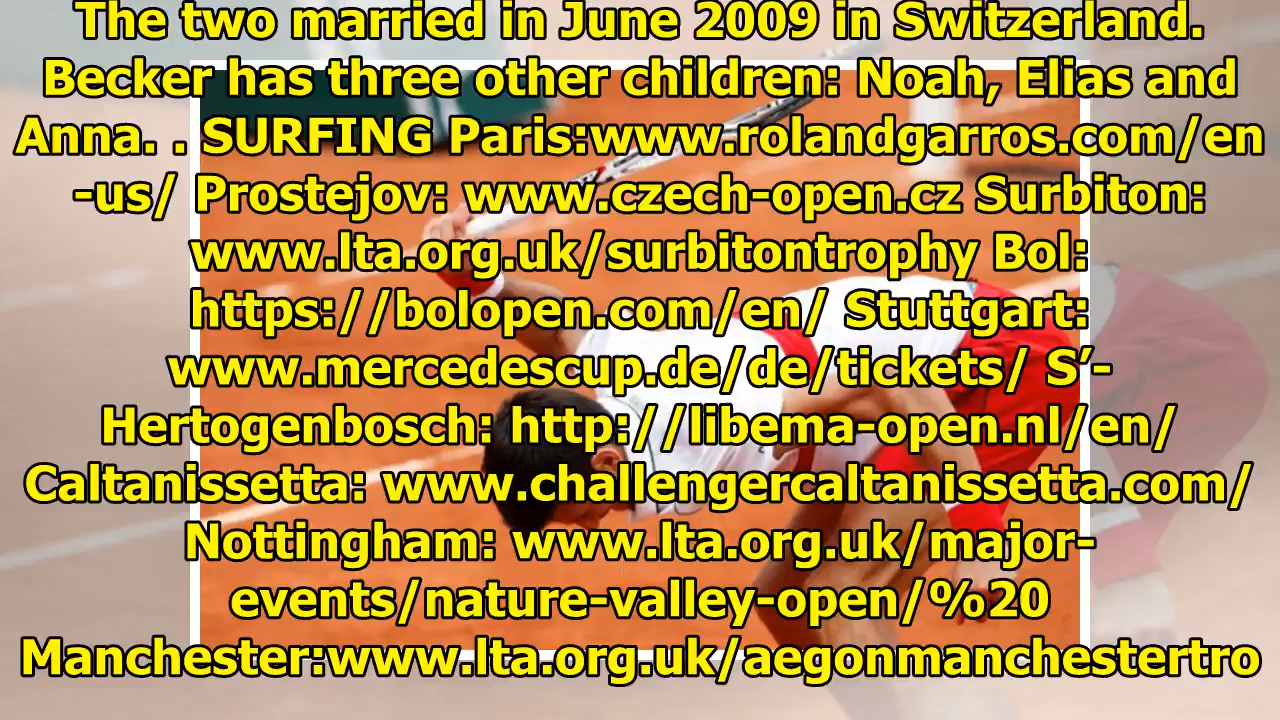 The two married in June 2009 in Switzerland.
Becker has three other children: Noah, Elias and
Anna. . SURFING Paris:www.rolandgarros.com/en
-us/ Prostejov: www.czech-open.cz Surbiton:
www.lta.org.uk/surbitontrophy Bol:
https://bolopen.com/en/ Stuttgart:
www.mercedescup.de/de/tickets/ S’-
Hertogenbosch: http://libema-open.nl/en/
Caltanissetta: www.challengercaltanissetta.com/
Nottingham: www.lta.org.uk/major-
events/nature-valley-open/%20
Manchester:www.lta.org.uk/aegonmanchestertro